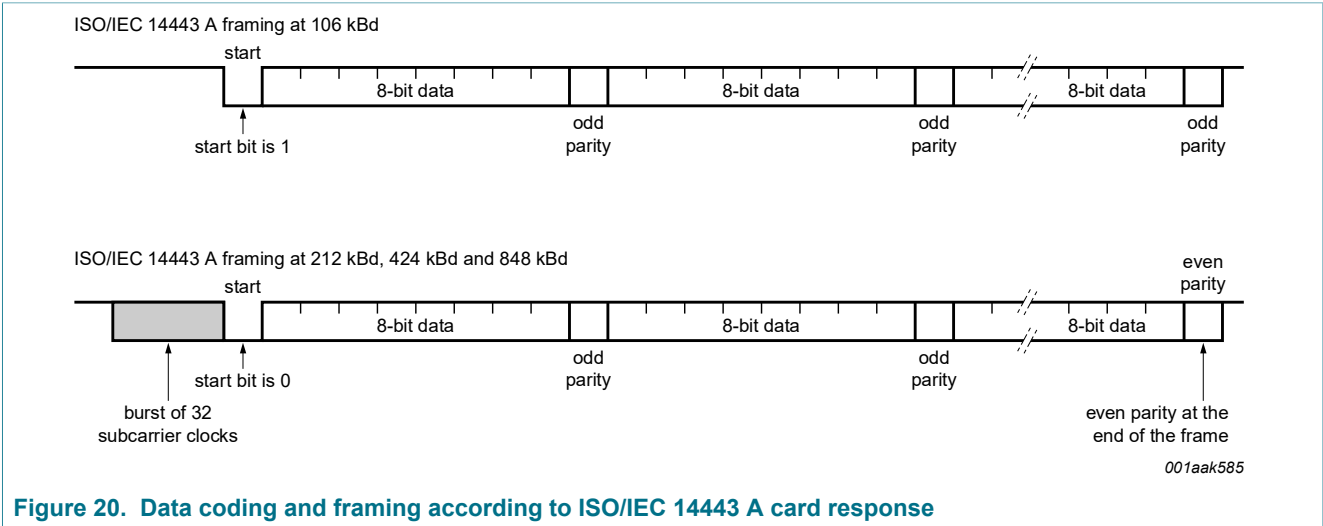 ISO/IEC 14443 A framing at 106 kBd
start
8-bit data
8-bit data
8-bit data
start bit is 1
odd
parity
odd
parity
odd
parity
ISO/IEC 14443 A framing at 212 kBd, 424 kBd and 848 kBd
start
even
parity
8-bit data
8-bit data
8-bit data
start bit is 0
odd
parity
odd
parity
burst of 32
subcarrier clocks
even parity at the
end of the frame
001aak585
Figure 20. Data coding and framing according to ISO/IEC 14443 A card response